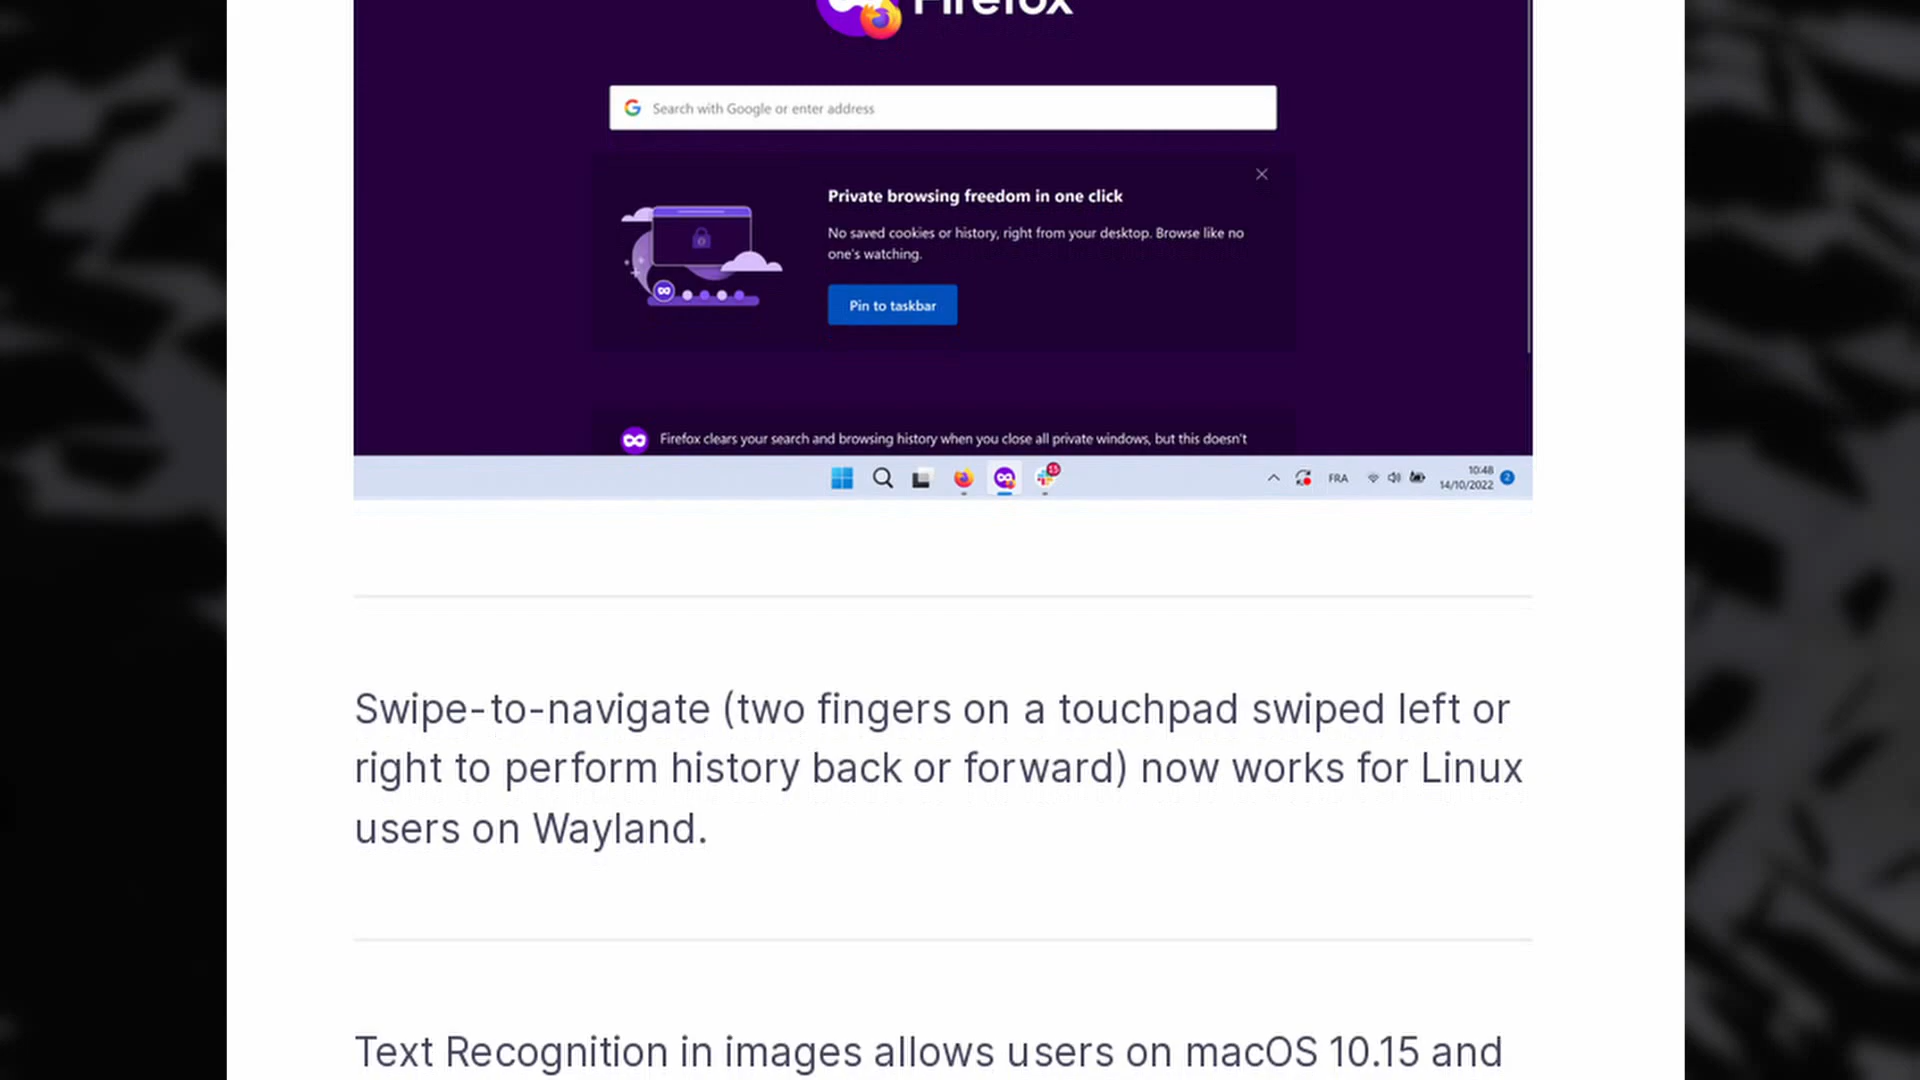 Firefox
Search with Google or enter address
Private browsing freedom in one click
No saved cookies or history, right from your desktop. Browse like no
one's watching.
Pin to taskbar
Firefox clears your search and browsing history when you close all private windows, but this doesn't
15
FRA
10:48
14/10/2022
2
Swipe-to-navigate (two fingers on a touchpad swiped left or
right to perform history back or forward) now works for Linux
users on Wayland.
Text Recognition in images allows users on macOS 10.15 and